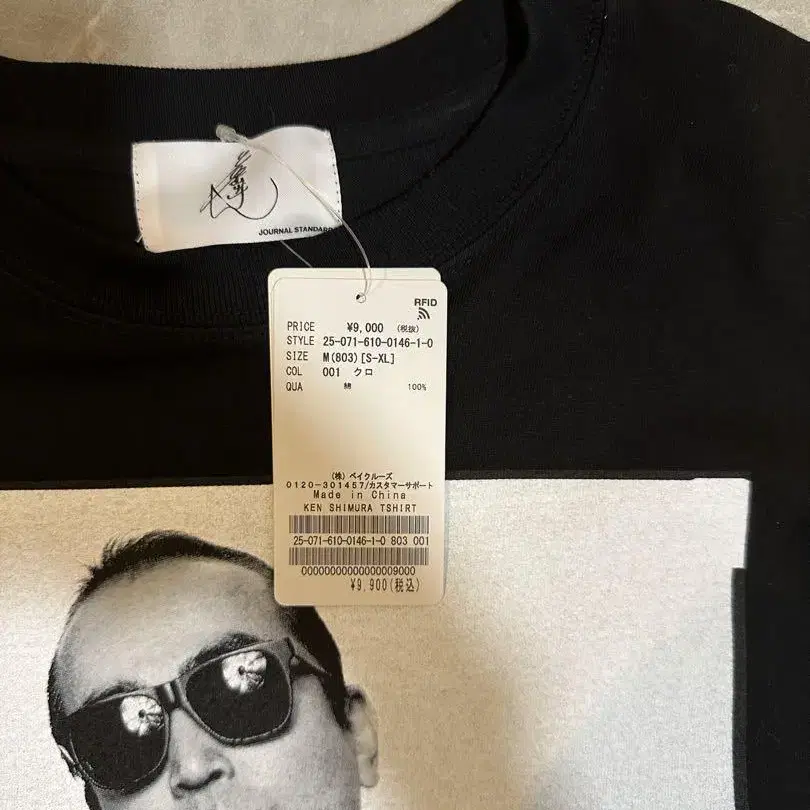 JOURNAL STANDARD
RFID
PRICE ¥9,000 (税抜)
STYLE 25-071-610-0146-1-0
SIZE M(803)[S-XL]
COL 001 クロ
QUA 綿 100%
(株) ベイクルーズ
0120-301457/カスタマーサポート
Made in China
KEN SHIMURA TSHIRT
25-071-610-0146-1-0 803 001
00000000000000009000
¥9,900(税込)